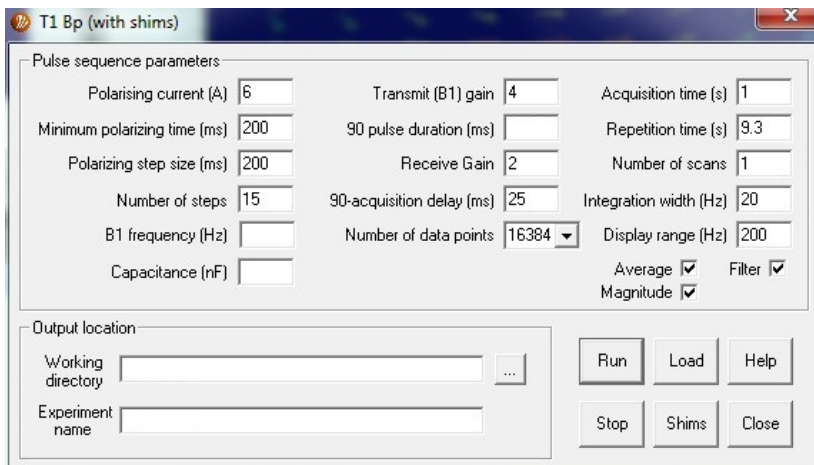 T1 Bp (with shims)
X
Pulse sequence parameters
Polarising current (A) 6
Minimum polarizing time (ms) 200
Polarizing step size (ms) 200
Number of steps 15
B1 frequency (Hz)
Capacitance (nF)
Transmit (B1) gain 4
90 pulse duration (ms)
Receive Gain 2
90-acquisition delay (ms) 25
Number of data points 16384
Acquisition time (s) 1
Repetition time (s) 9.3
Number of scans 1
Integration width (Hz) 20
Display range (Hz) 200
Average Filter
Magnitude
Output location
Working
directory
...
Experiment
name
Run Load Help
Stop Shims Close